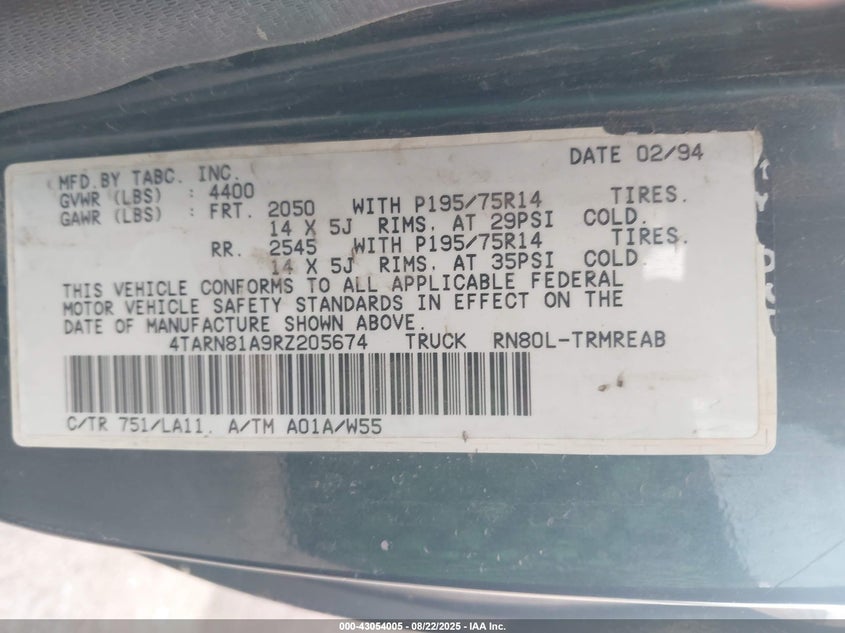 MFD.BY TABC. INC. DATE 02/94
GVWR (LBS) : 4400
GAWR (LBS) : FRT. 2050 WITH P195/75R14 TIRES.
14 X 5J RIMS. AT 29PSI COLD.
RR. 2545 WITH P195/75R14 TIRES.
14 X 5J RIMS. AT 35PSI COLD
THIS VEHICLE CONFORMS TO ALL APPLICABLE FEDERAL
MOTOR VEHICLE SAFETY STANDARDS IN EFFECT ON THE
DATE OF MANUFACTURE SHOWN ABOVE.
4TARN81A9RZ205674 TRUCK RN80L-TRMREAB
C/TR 751/LA11. A/TM A01A/W55
000-43054005 - 08/22/2025 - IAA Inc.